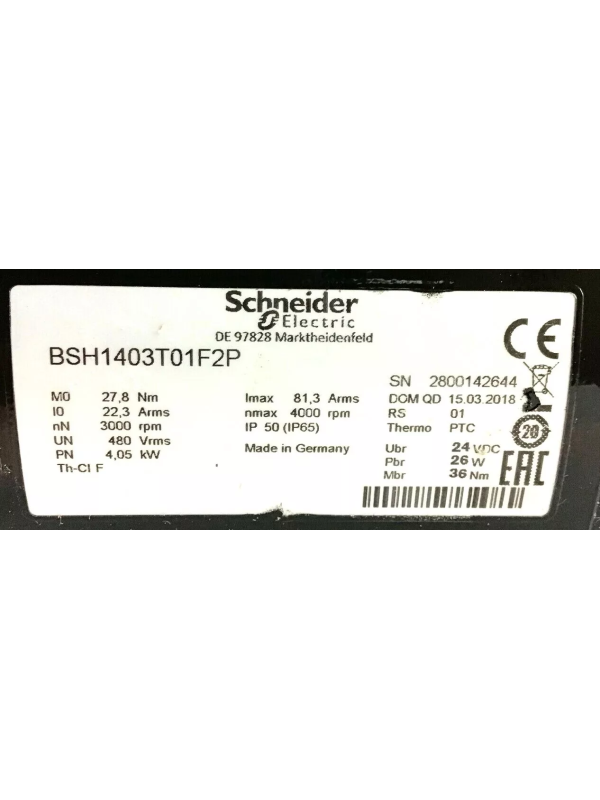 Schneider
Electric
DE 97828 Marktheidenfeld
BSH1403T01F2P
CE
SN 2800142644
M0 27,8 Nm Imax 81,3 Arms DOM QD 15.03.2018
I0 22,3 Arms nmax 4000 rpm RS 01
nN 3000 rpm IP 50 (IP65) Thermo PTC
UN 480 Vrms Made in Germany Ubr 24 VDC
PN 4,05 kW Pbr 26 W
Th-Cl F Mbr 36 Nm
20
EAC